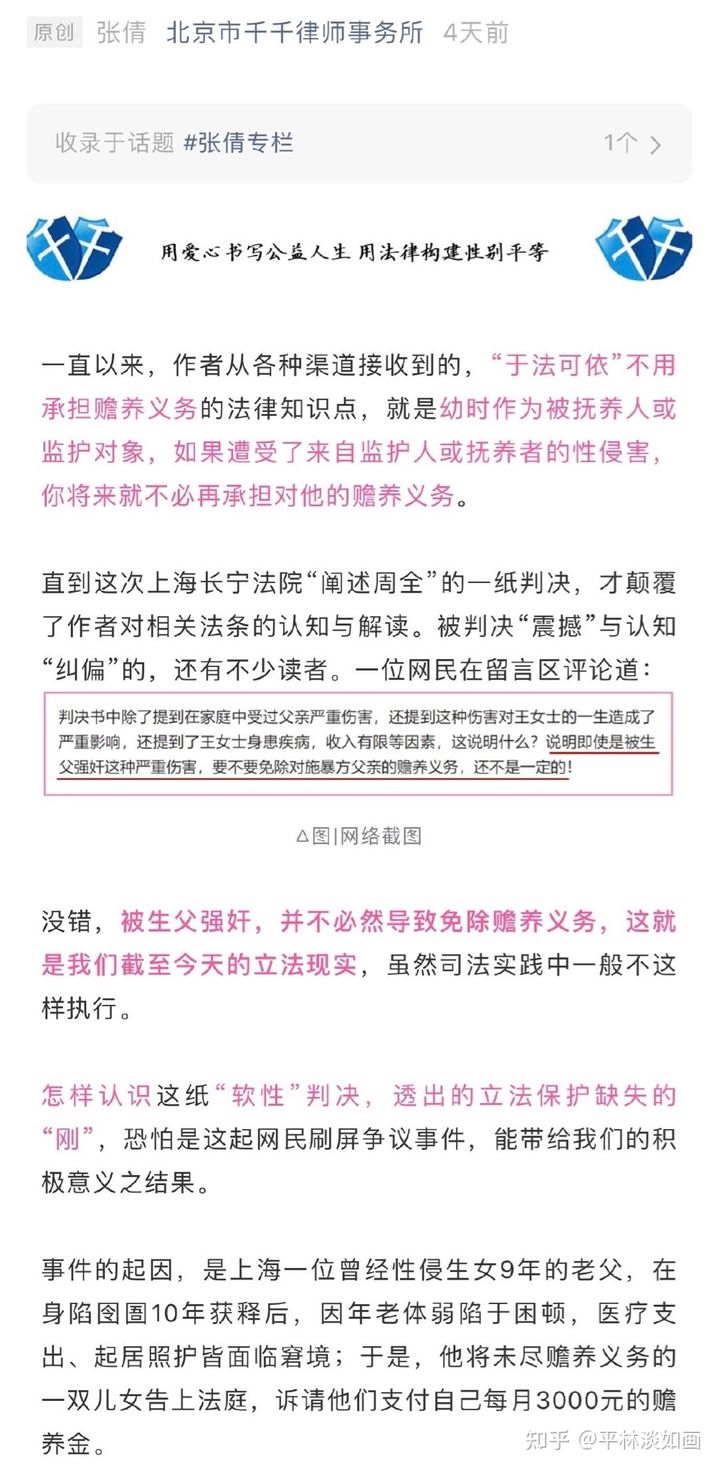 原创 张倩 北京市千千律师事务所 4天前
收录于话题 #张倩专栏 1个
千千 用爱心书写公益人生 用法律构建性别平等 千千
一直以来，作者从各种渠道接收到的，“于法可依”不用
承担赡养义务的法律知识点，就是幼时作为被抚养人或
监护对象，如果遭受了来自监护人或抚养者的性侵害，
你将来就不必再承担对他的赡养义务。
直到这次上海长宁法院“阐述周全”的一纸判决，才颠覆
了作者对相关法条的认知与解读。被判决“震撼”与认知
“纠偏”的，还有不少读者。一位网民在留言区评论道：
判决书中除了提到在家庭中受过父亲严重伤害，还提到这种伤害对王女士的一生造成了
严重影响，还提到了王女士身患疾病，收入有限等因素，这说明什么？说明即使是被生
父强奸这种严重伤害，要不要免除对施暴方父亲的赡养义务，还不是一定的！
△图|网络截图
没错，被生父强奸，并不必然导致免除赡养义务，这就
是我们截至今天的立法现实，虽然司法实践中一般不这
样执行。
怎样认识这纸“软性”判决，透出的立法保护缺失的
“刚”，恐怕是这起网民刷屏争议事件，能带给我们的积
极意义之结果。
事件的起因，是上海一位曾经性侵生女9年的老父，在
身陷囹圄10年获释后，因年老体弱陷于困顿，医疗支
出、起居照护皆面临窘境；于是，他将未尽赡养义务的
一双儿女告上法庭，诉请他们支付自己每月3000元的赡
养金。
知乎 @平林淡如画